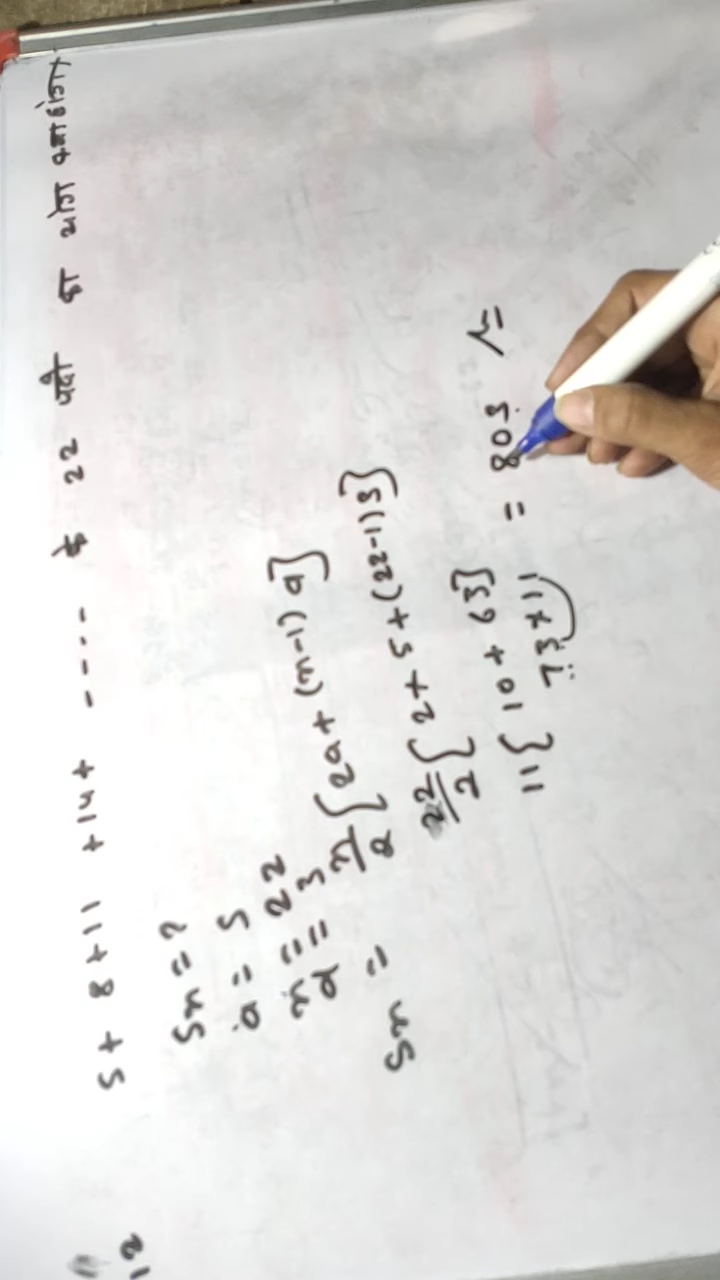 5 + 8 + 11 + 14 + ---- के 22 पदों का योग क्या होगा
Sn = ?
a = 5
n = 22
d = 3
Sn = n/2 [2a + (n-1) d]
22/2 [2 × 5 + (22-1) 3]
11 [10 + 63]
73 × 11 = 803
12